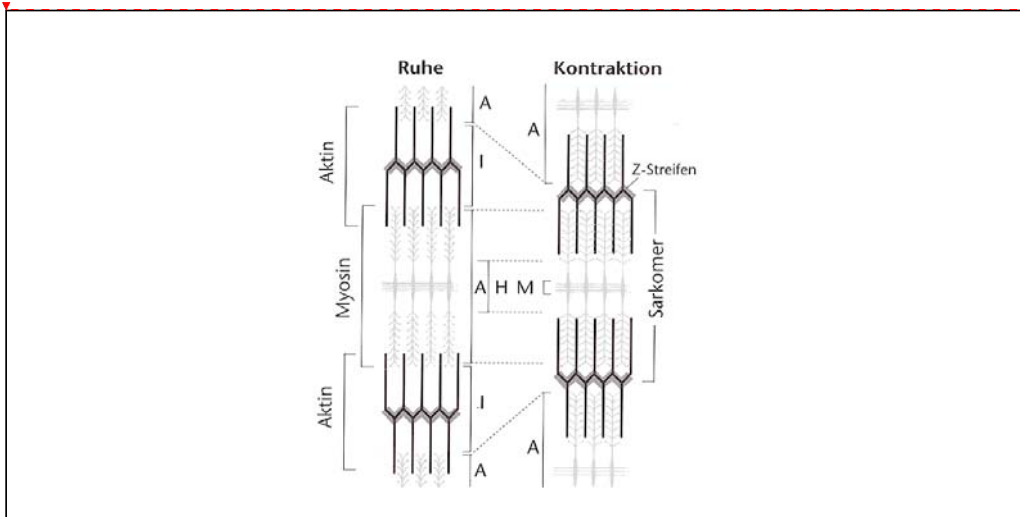 Ruhe
Kontraktion
A
A
I
Aktin
Z-Streifen
Myosin
A H M
Sarkomer
I
Aktin
A
A